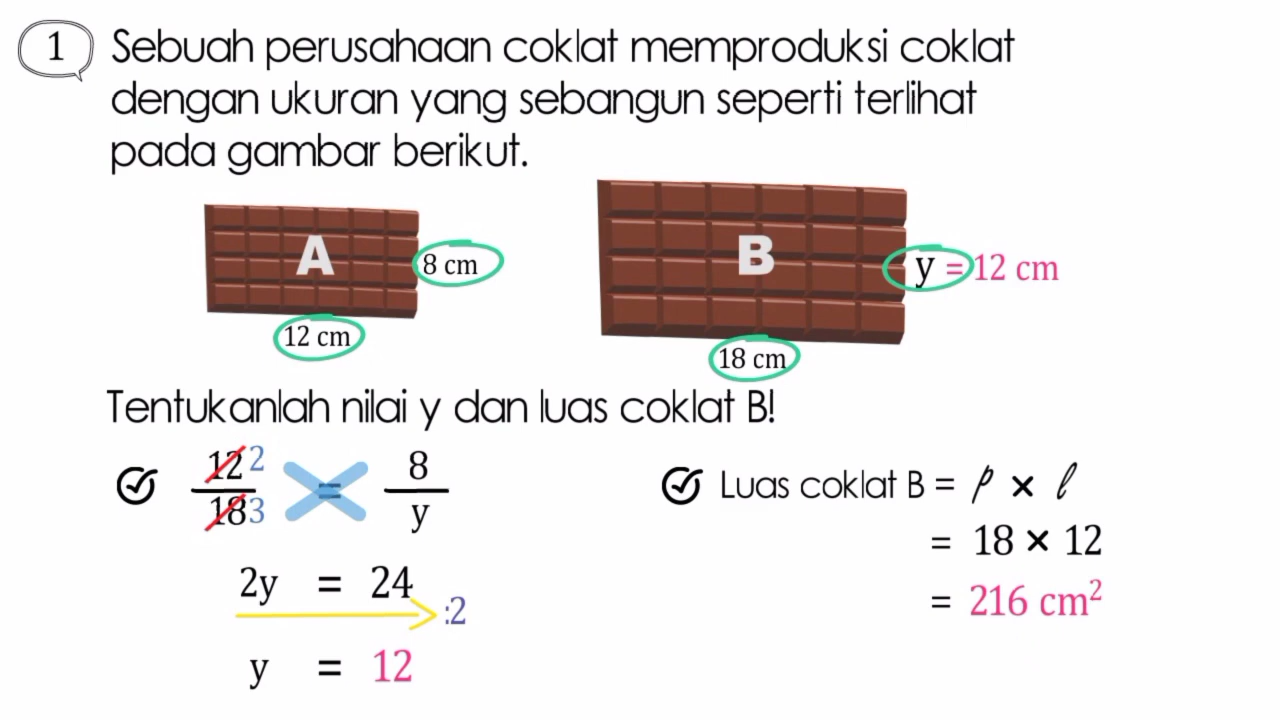 1
Sebuah perusahaan coklat memproduksi coklat
dengan ukuran yang sebangun seperti terlihat
pada gambar berikut.
A
8 cm
12 cm
B
y = 12 cm
18 cm
Tentukanlah nilai y dan luas coklat B!
12 2 = 8
18 3 y
2y = 24
:2
y = 12
Luas coklat B = p × l
= 18 × 12
= 216 cm²